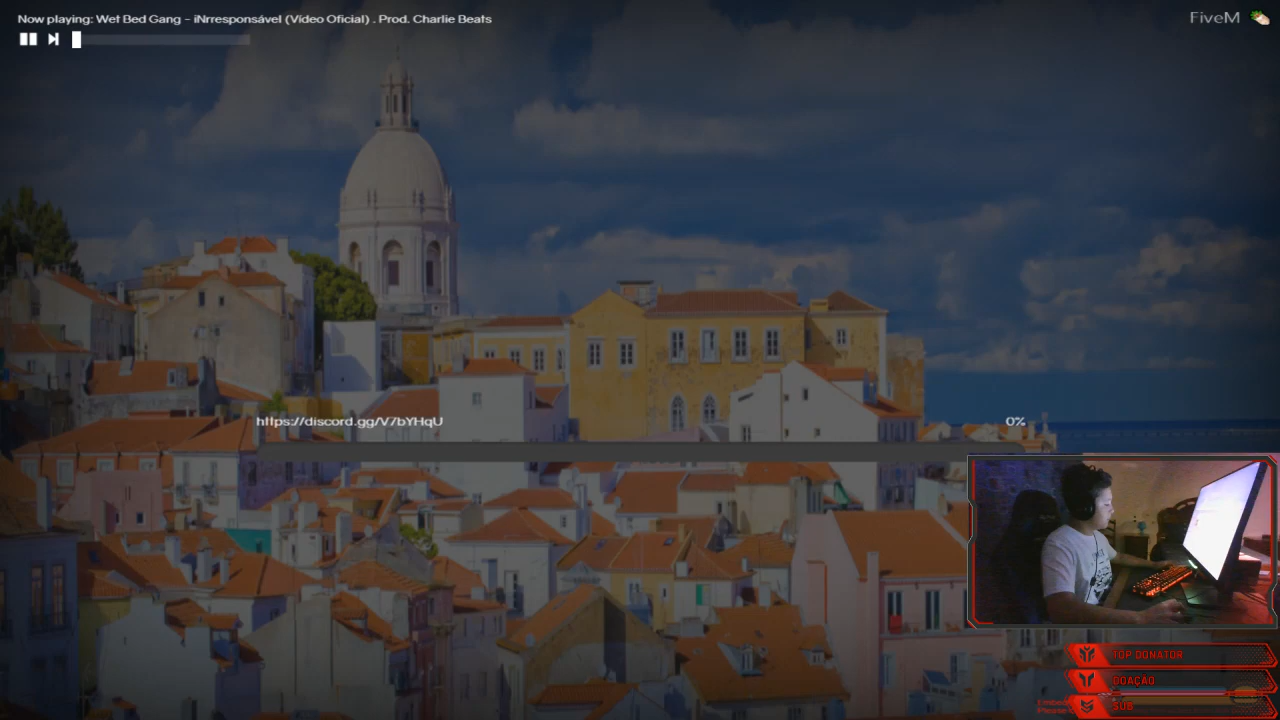 Now playing: Wet Bed Gang - iNrresponsável (Vídeo Oficial) . Prod. Charlie Beats
FiveM
https://discord.gg/V7bYHqU
0%
TOP DONATOR
DOAÇÃO
SUB